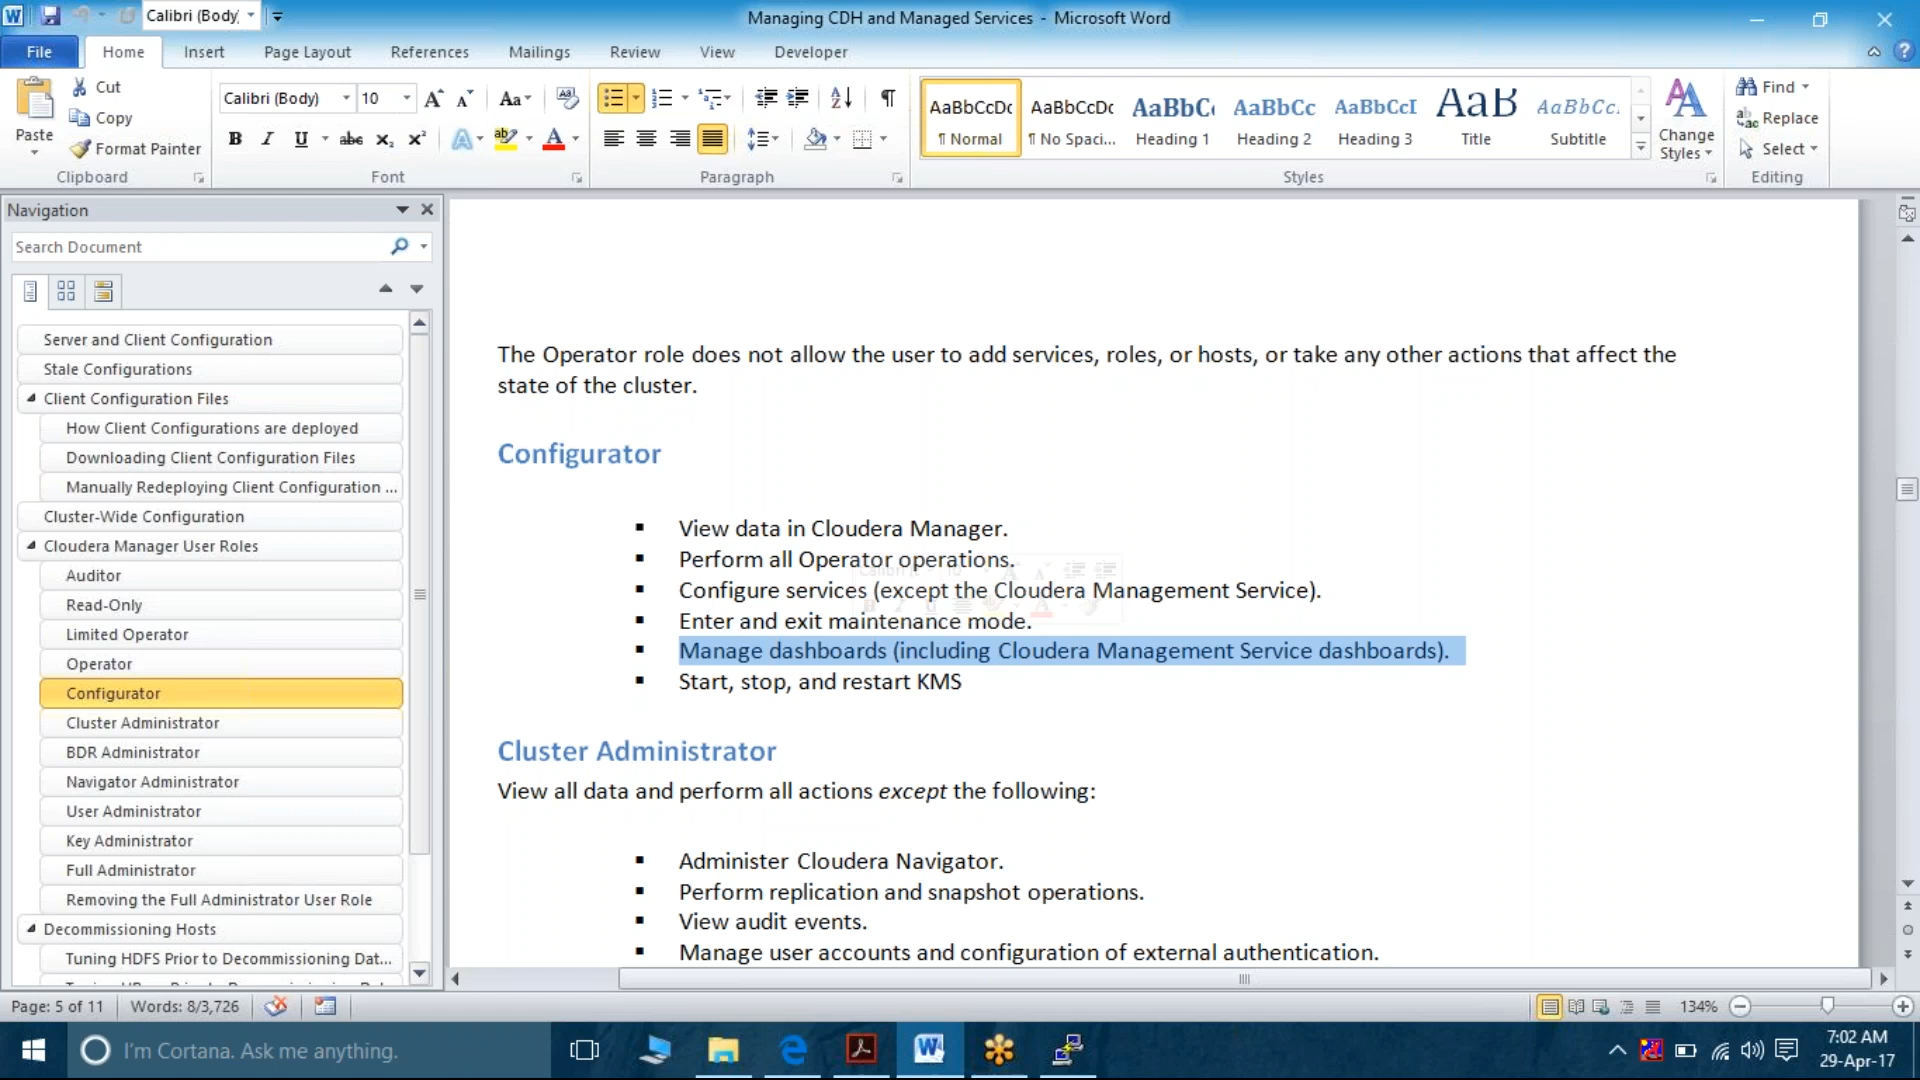 Calibri (Body)
Managing CDH and Managed Services - Microsoft Word
File Home Insert Page Layout References Mailings Review View Developer
Paste
Cut
Copy
Format Painter
Clipboard
Calibri (Body) 10
Font
Paragraph
AaBbCcDc AaBbCcDc AaBbC AaBbCc AaBbCcI AaB AaBbCc.
¶ Normal ¶ No Spaci... Heading 1 Heading 2 Heading 3 Title Subtitle
Change Styles
Styles
Find
Replace
Select
Editing
Navigation
Search Document
Server and Client Configuration
Stale Configurations
Client Configuration Files
How Client Configurations are deployed
Downloading Client Configuration Files
Manually Redeploying Client Configuration ...
Cluster-Wide Configuration
Cloudera Manager User Roles
Auditor
Read-Only
Limited Operator
Operator
Configurator
Cluster Administrator
BDR Administrator
Navigator Administrator
User Administrator
Key Administrator
Full Administrator
Removing the Full Administrator User Role
Decommissioning Hosts
Tuning HDFS Prior to Decommissioning Dat...
The Operator role does not allow the user to add services, roles, or hosts, or take any other actions that affect the
state of the cluster.
Configurator
▪ View data in Cloudera Manager.
▪ Perform all Operator operations.
▪ Configure services (except the Cloudera Management Service).
▪ Enter and exit maintenance mode.
▪ Manage dashboards (including Cloudera Management Service dashboards).
▪ Start, stop, and restart KMS
Cluster Administrator
View all data and perform all actions except the following:
▪ Administer Cloudera Navigator.
▪ Perform replication and snapshot operations.
▪ View audit events.
▪ Manage user accounts and configuration of external authentication.
Page: 5 of 11 Words: 8/3,726
134%
I'm Cortana. Ask me anything.
7:02 AM
29-Apr-17